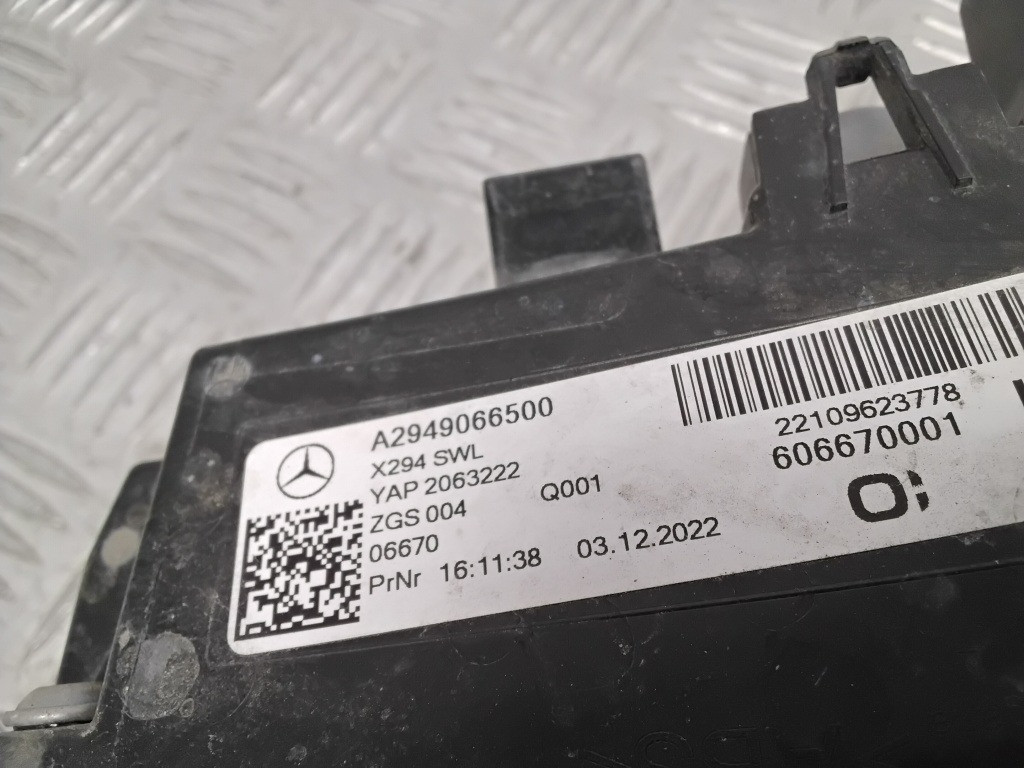 A2949066500
X294 SWL
YAP 2063222
ZGS 004 Q001
06670
PrNr 16:11:38 03.12.2022
22109623778
606670001